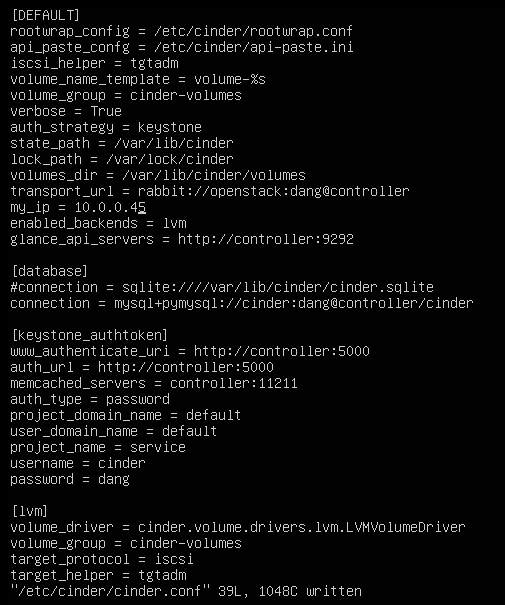 [DEFAULT]
rootwrap_config = /etc/cinder/rootwrap.conf
api_paste_confg = /etc/cinder/api-paste.ini
iscsi_helper = tgtadm
volume_name_template = volume-%s
volume_group = cinder-volumes
verbose = True
auth_strategy = keystone
state_path = /var/lib/cinder
lock_path = /var/lock/cinder
volumes_dir = /var/lib/cinder/volumes
transport_url = rabbit://openstack:dang@controller
my_ip = 10.0.0.45
enabled_backends = lvm
glance_api_servers = http://controller:9292

[database]
#connection = sqlite:////var/lib/cinder/cinder.sqlite
connection = mysql+pymysql://cinder:dang@controller/cinder

[keystone_authtoken]
www_authenticate_uri = http://controller:5000
auth_url = http://controller:5000
memcached_servers = controller:11211
auth_type = password
project_domain_name = default
user_domain_name = default
project_name = service
username = cinder
password = dang

[lvm]
volume_driver = cinder.volume.drivers.lvm.LVMVolumeDriver
volume_group = cinder-volumes
target_protocol = iscsi
target_helper = tgtadm
"/etc/cinder/cinder.conf" 39L, 1048C written